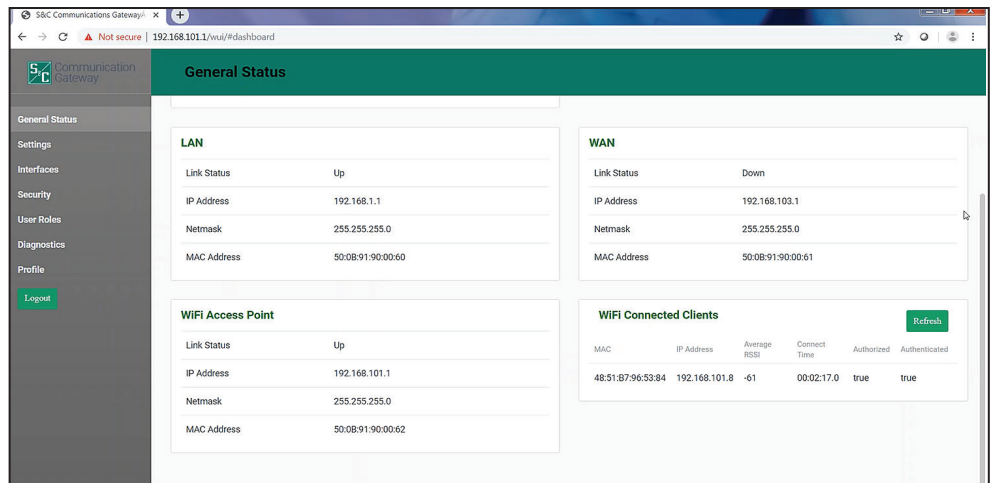 S&C Communications Gateway
Not secure | 192.168.101.1/wui/#dashboard
S&C Communication
Gateway
General Status
General Status
Settings
Interfaces
Security
User Roles
Diagnostics
Profile
Logout
LAN
Link Status Up
IP Address 192.168.1.1
Netmask 255.255.255.0
MAC Address 50:0B:91:90:00:60
WAN
Link Status Down
IP Address 192.168.103.1
Netmask 255.255.255.0
MAC Address 50:0B:91:90:00:61
WiFi Access Point
Link Status Up
IP Address 192.168.101.1
Netmask 255.255.255.0
MAC Address 50:0B:91:90:00:62
WiFi Connected Clients
Refresh
MAC IP Address Average RSSI Connect Time Authorized Authenticated
48:51:B7:96:53:84 192.168.101.8 -61 00:02:17.0 true true